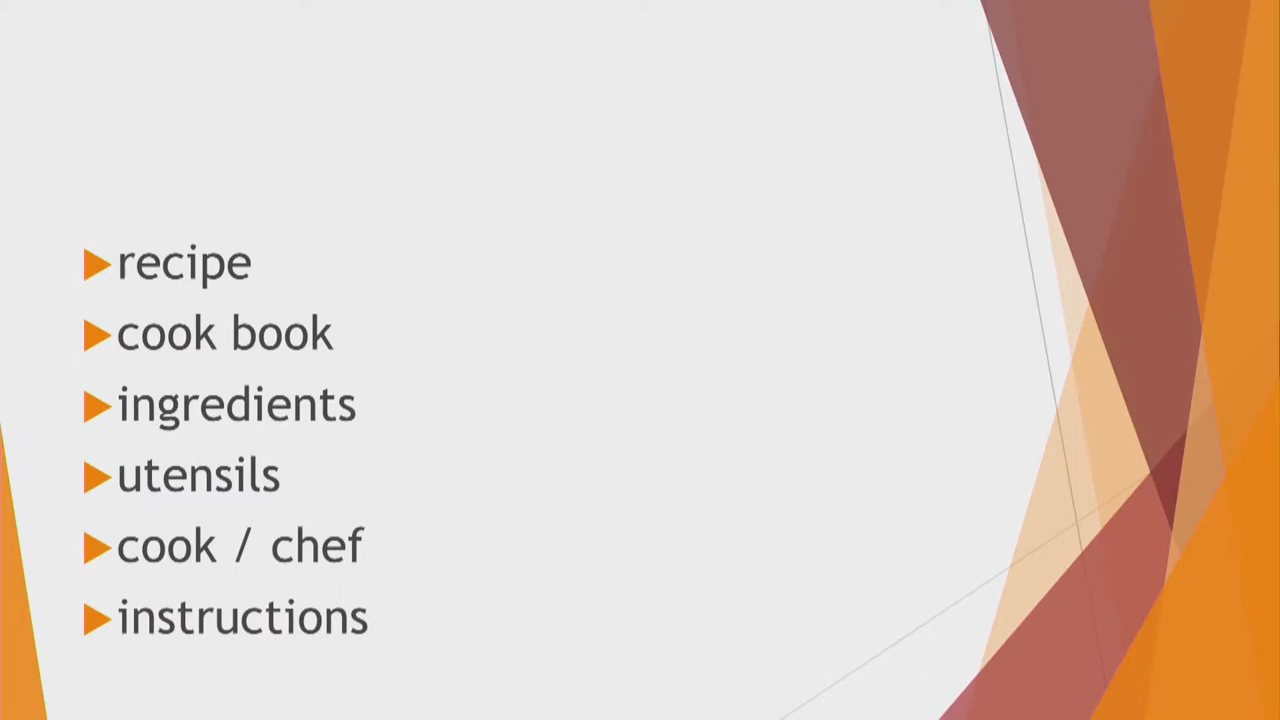 recipe
cook book
ingredients
utensils
cook / chef
instructions